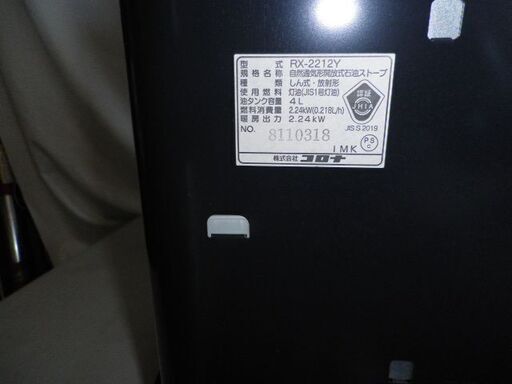 型式 RX-2212Y
規格名称 自然通気形開放式石油ストーブ
種類 しん式・放射形
使用燃料 灯油(JIS1号灯油)
油タンク容量 4L
燃料消費量 2.24kW(0.218L/h)
暖房出力 2.24kW
NO. 8110318
認証
JHIA
JIS S 2019
PS
C
IMK
株式会社 コロナ